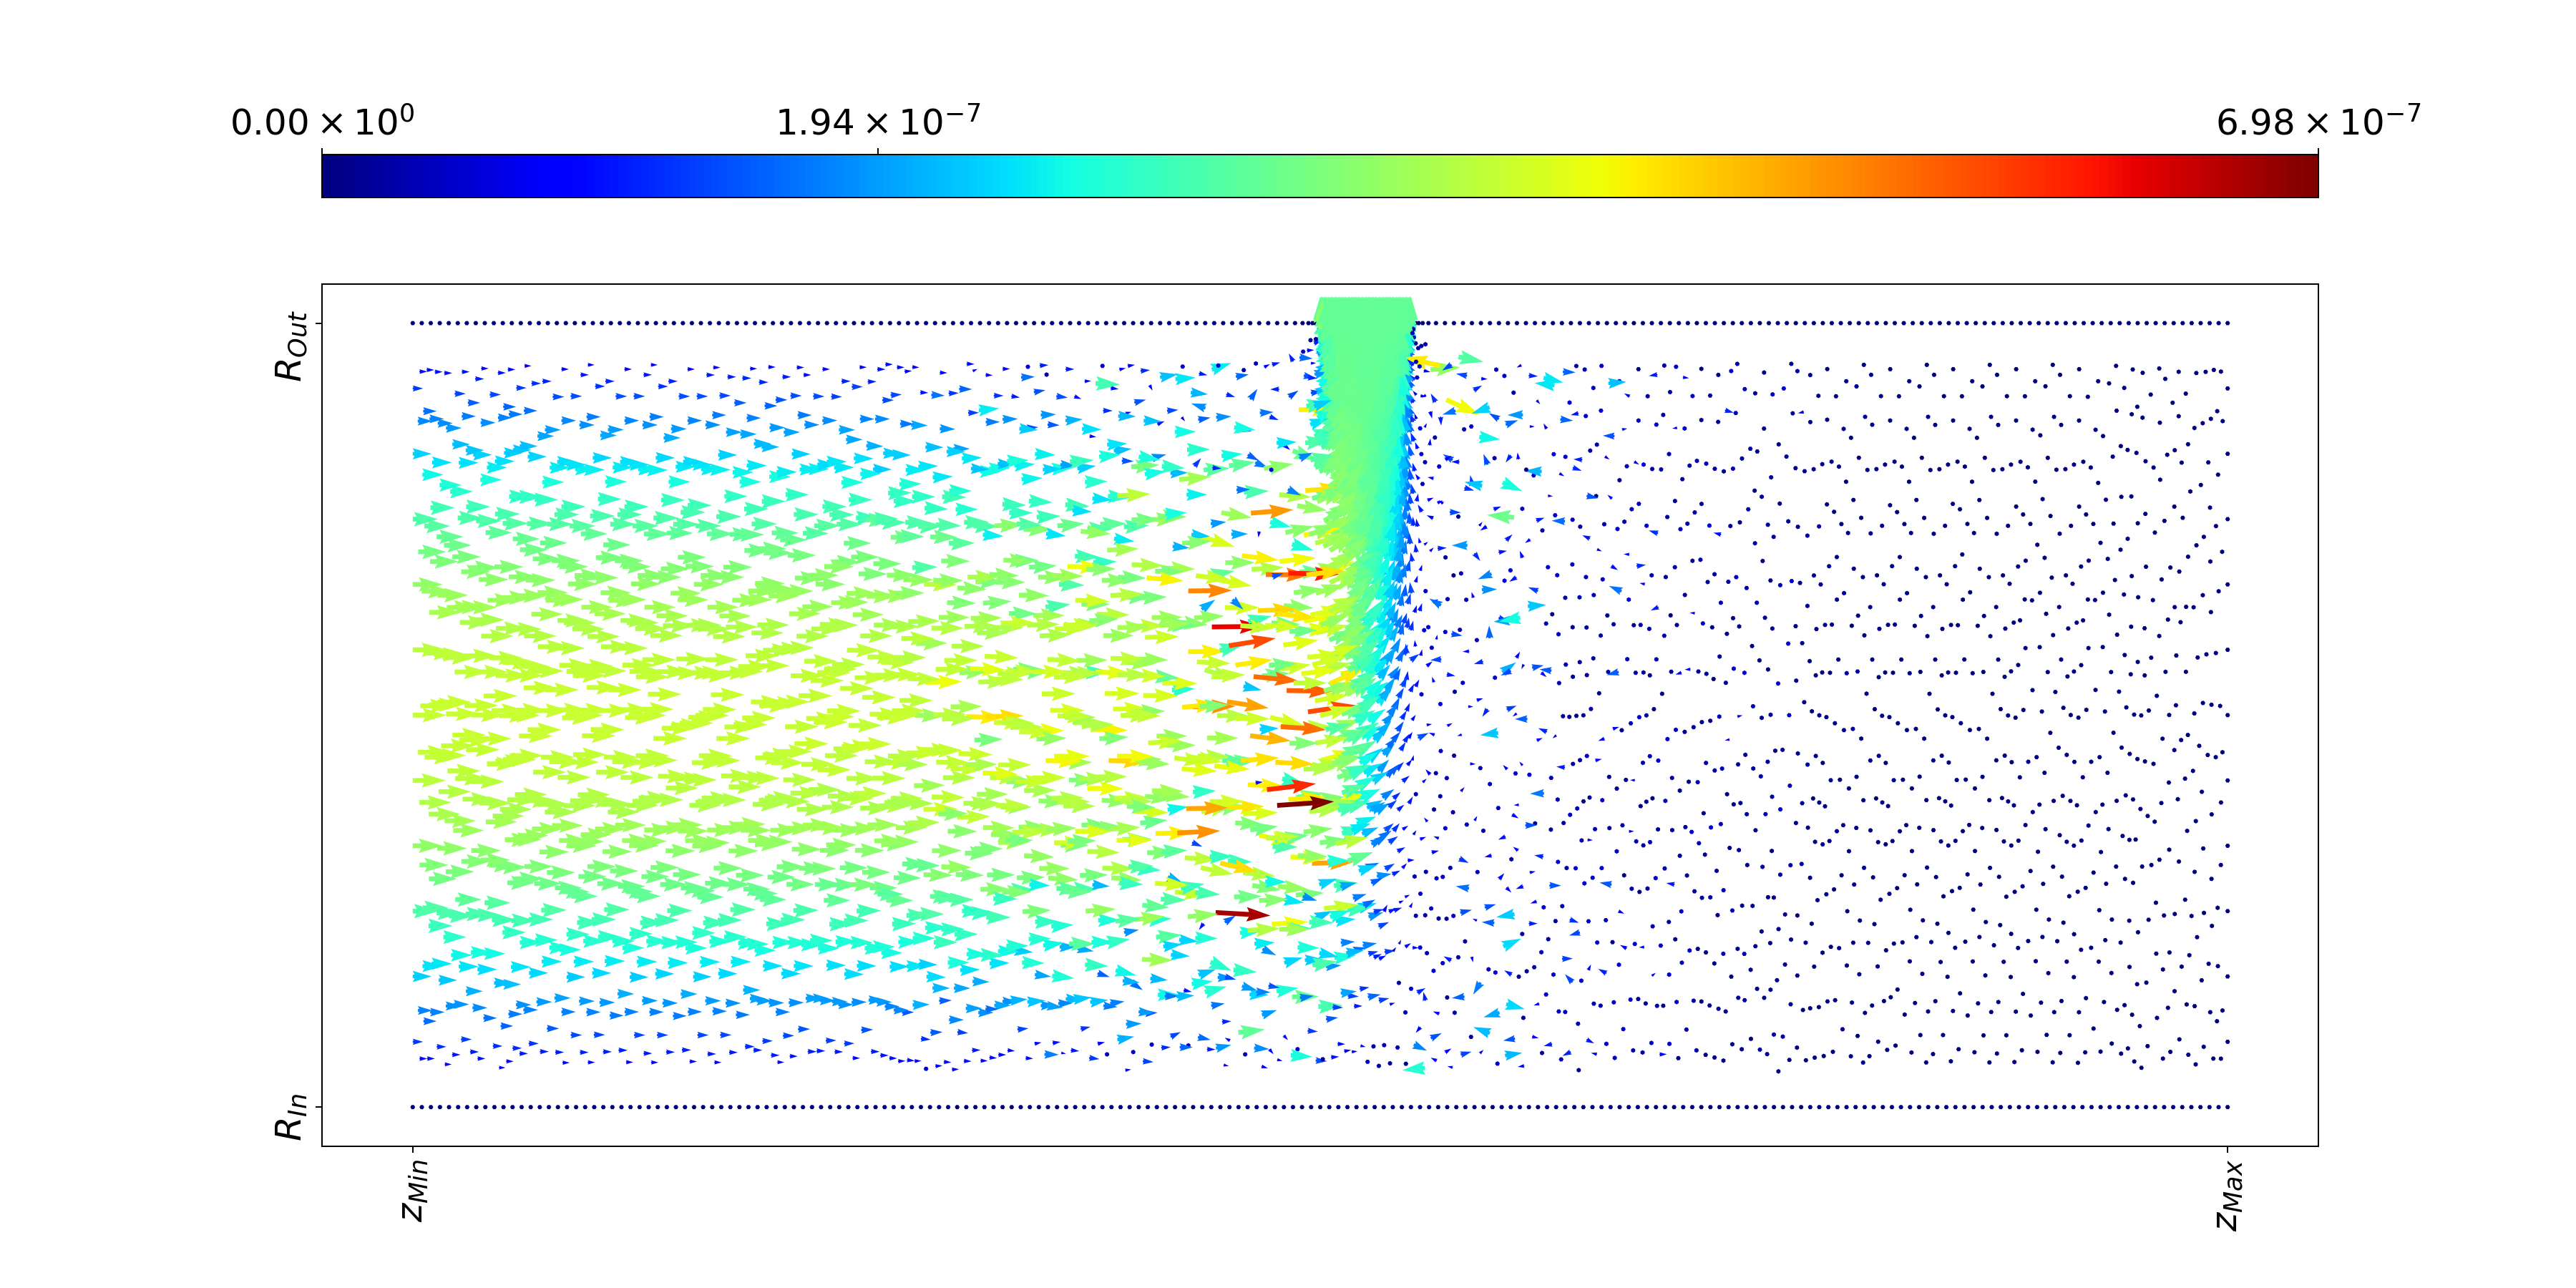 0.00 × 10⁰ 1.94 × 10⁻⁷ 6.98 × 10⁻⁷
R_Out
R_In
z_Min z_Max